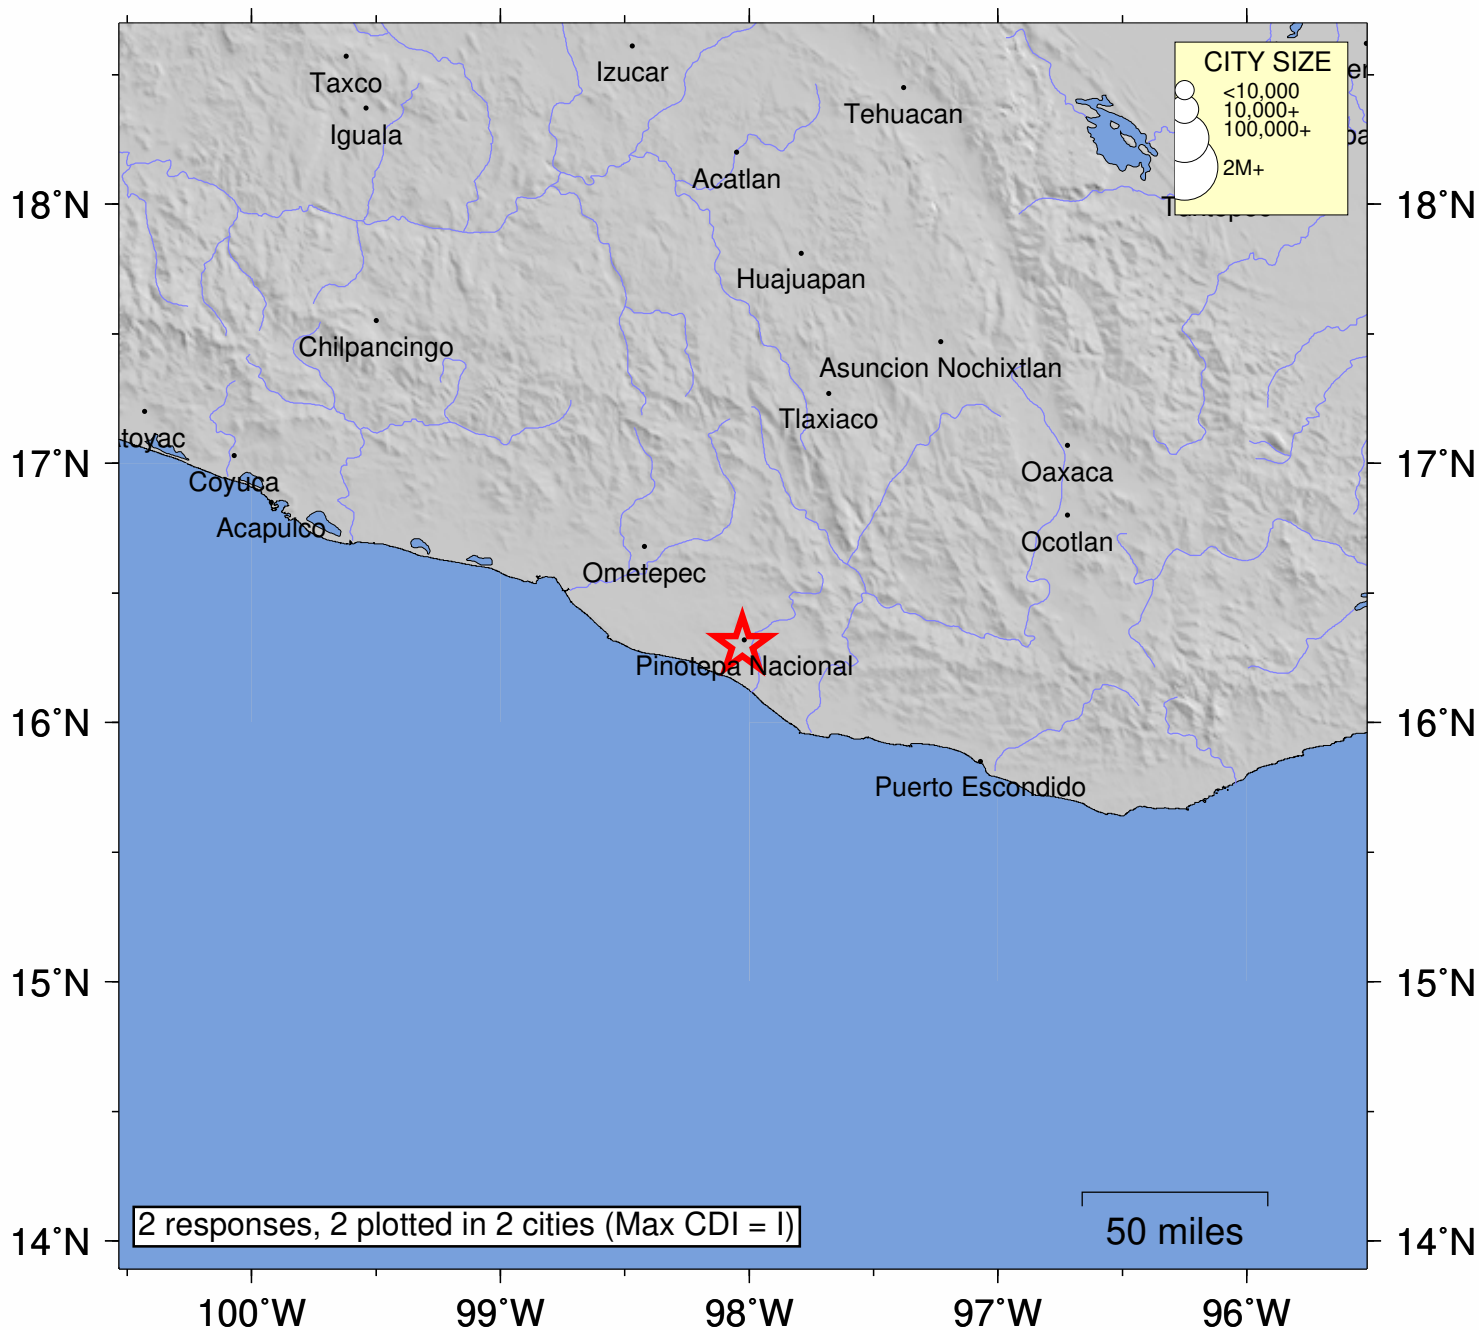 CITY SIZE
<10,000
10,000+
100,000+
2M+
Taxco
Izucar
Tehuacan
Iguala
Acatlan
18°N
18°N
Huajuapan
Chilpancingo
Asuncion Nochixtlan
Tlaxiaco
toyac
17°N
17°N
Coyuca
Oaxaca
Acapulco
Ocotlan
Ometepec
Pinotepa Nacional
16°N
16°N
Puerto Escondido
15°N
15°N
2 responses, 2 plotted in 2 cities (Max CDI = I)
50 miles
14°N
14°N
100°W
99°W
98°W
97°W
96°W